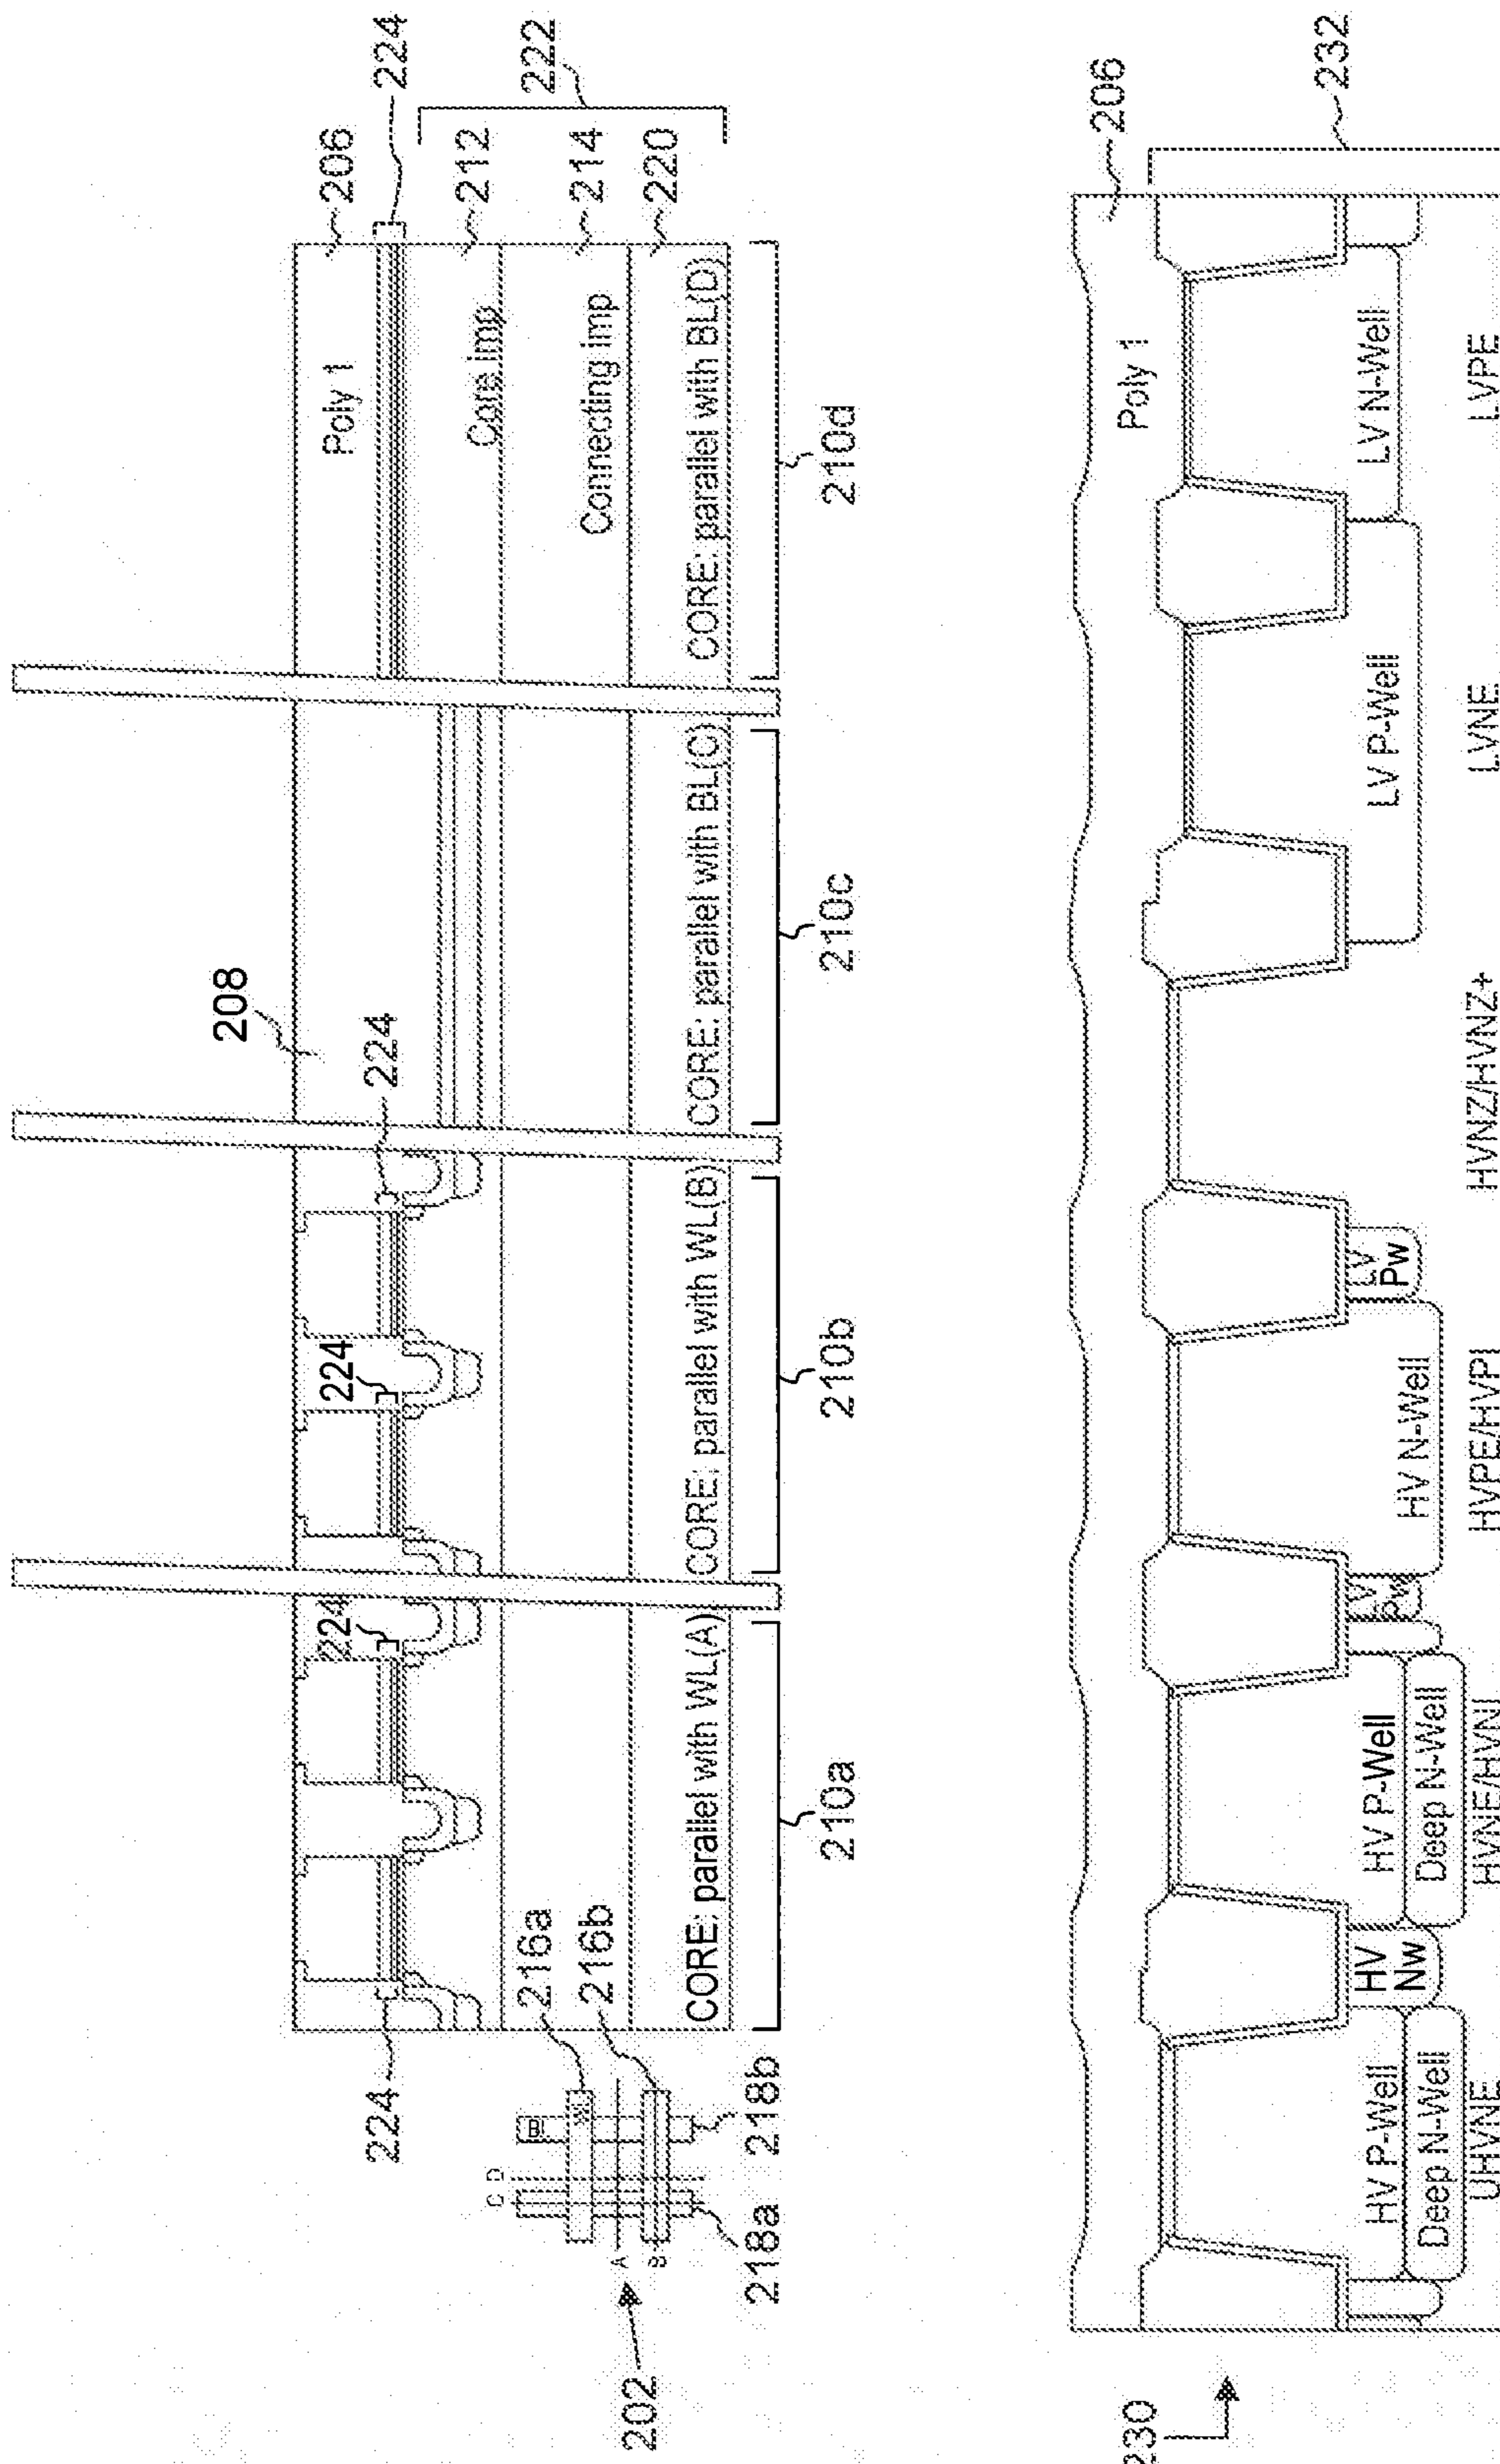 224
206
222
212
214
220
Poly 1
Core imp
Connecting imp
CORE: parallel with BL(D)
210d
208
224
CORE: parallel with BL(C)
210c
224
CORE: parallel with WL(B)
210b
224
CORE: parallel with WL(A)
210a
224
216a
216b
BL
WL
C D
A
B
218a
218b
202
206
232
Poly 1
LV N-Well
LVPE
LV P-Well
LVNE
HVNZ/HVNZ+
LV
Pw
HV N-Well
HVPE/HVPI
LV
Pw
HV P-Well
Deep N-Well
HVNE/HVNI
HV
Nw
HV P-Well
Deep N-Well
UHVNE
230